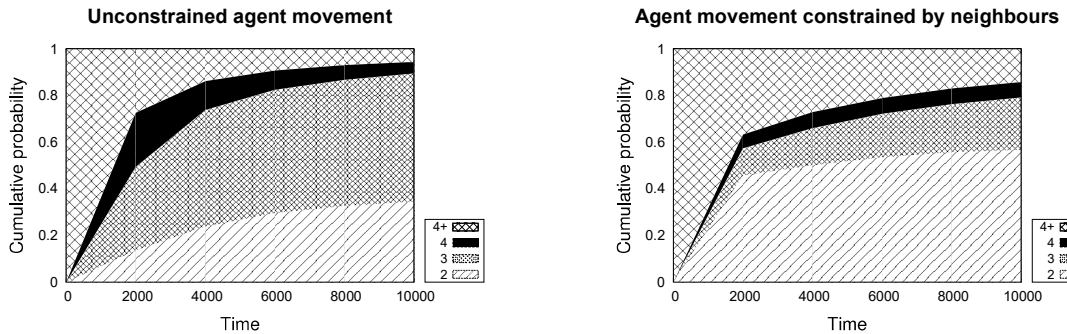 Unconstrained agent movement
Cumulative probability
1
0.8
0.6
0.4
0.2
0
0 2000 4000 6000 8000 10000
Time
4+
4
3
2
Agent movement constrained by neighbours
Cumulative probability
1
0.8
0.6
0.4
0.2
0
0 2000 4000 6000 8000 10000
Time
4+
4
3
2